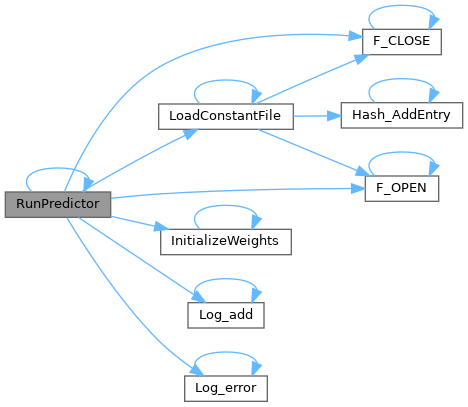 F_CLOSE
LoadConstantFile
Hash_AddEntry
F_OPEN
RunPredictor
InitializeWeights
Log_add
Log_error